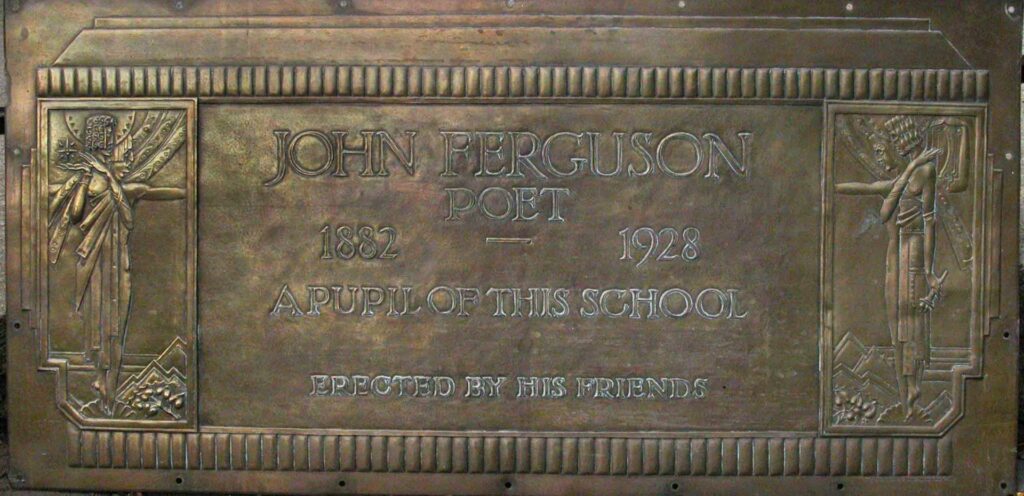 JOHN FERGUSON
POET
1882 — 1928
A PUPIL OF THIS SCHOOL
ERECTED BY HIS FRIENDS